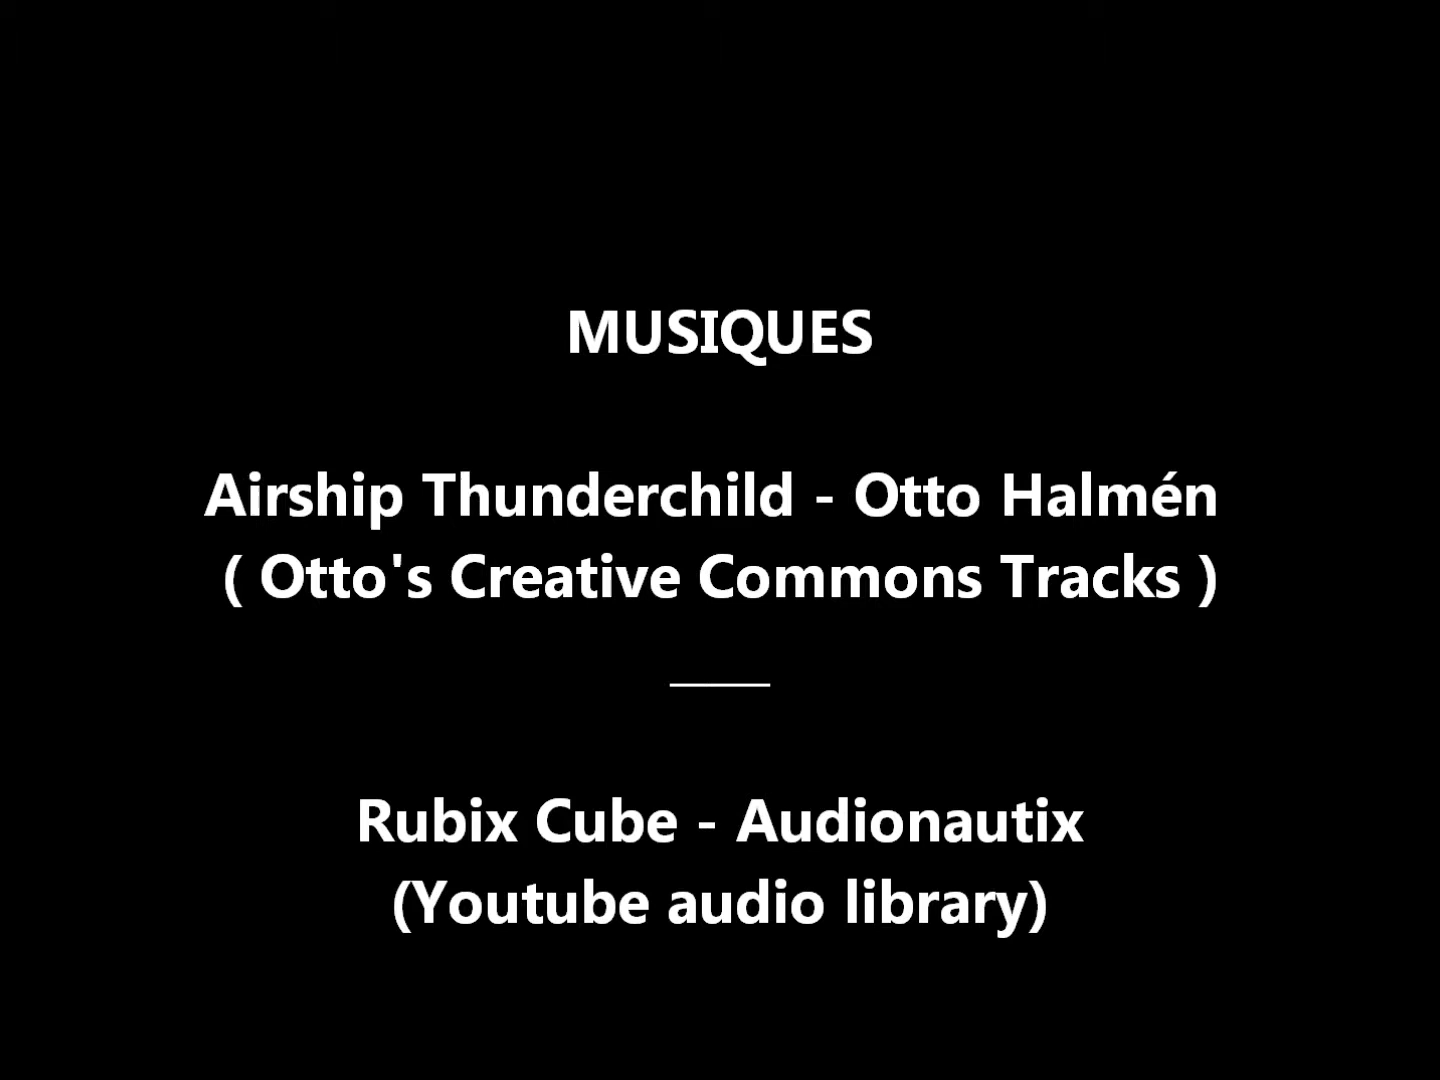 MUSIQUES
Airship Thunderchild - Otto Halmén
( Otto's Creative Commons Tracks )
Rubix Cube - Audionautix
(Youtube audio library)